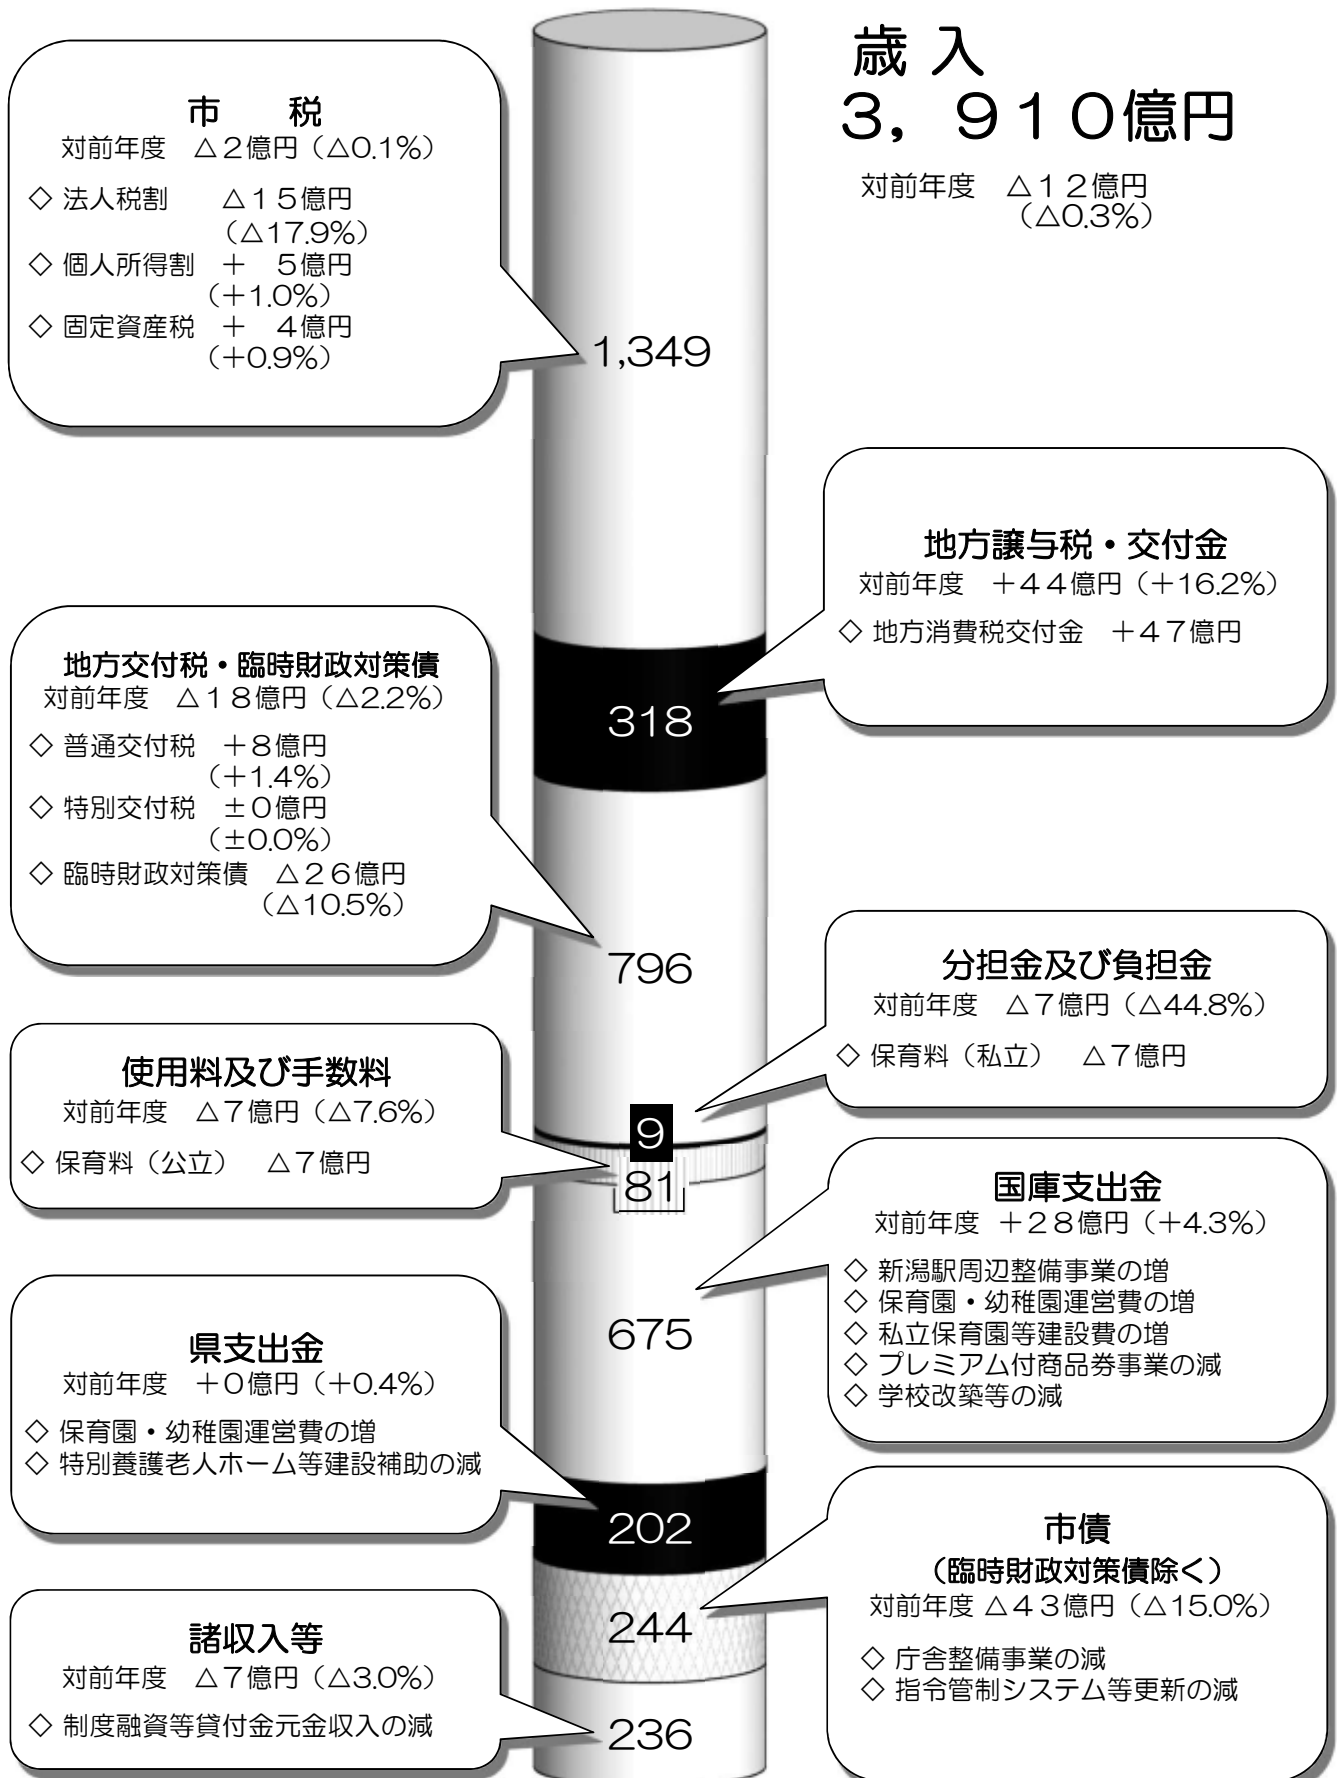 歳 入
３，９１０億円
対前年度　△１２億円
（△0.3%）
市　　税
対前年度　△２億円（△0.1%）
◇ 法人税割　　△１５億円
（△17.9%）
◇ 個人所得割　＋　５億円
（＋1.0%）
◇ 固定資産税　＋　４億円
（＋0.9%）
1,349
地方譲与税・交付金
対前年度　＋４４億円（＋16.2%）
◇ 地方消費税交付金　＋４７億円
318
地方交付税・臨時財政対策債
対前年度　△１８億円（△2.2%）
◇ 普通交付税　＋８億円
（＋1.4%）
◇ 特別交付税　±０億円
（±0.0%）
◇ 臨時財政対策債　△２６億円
（△10.5%）
796
分担金及び負担金
対前年度　△７億円（△44.8%）
◇ 保育料（私立）　△７億円
9
使用料及び手数料
対前年度　△７億円（△7.6%）
◇ 保育料（公立）　△７億円
81
国庫支出金
対前年度　＋２８億円（＋4.3%）
◇ 新潟駅周辺整備事業の増
◇ 保育園・幼稚園運営費の増
◇ 私立保育園等建設費の増
◇ プレミアム付商品券事業の減
◇ 学校改築等の減
675
県支出金
対前年度　＋０億円（＋0.4%）
◇ 保育園・幼稚園運営費の増
◇ 特別養護老人ホーム等建設補助の減
202
市債
（臨時財政対策債除く）
対前年度 △４３億円（△15.0%）
◇ 庁舎整備事業の減
◇ 指令管制システム等更新の減
244
諸収入等
対前年度　△７億円（△3.0%）
◇ 制度融資等貸付金元金収入の減
236